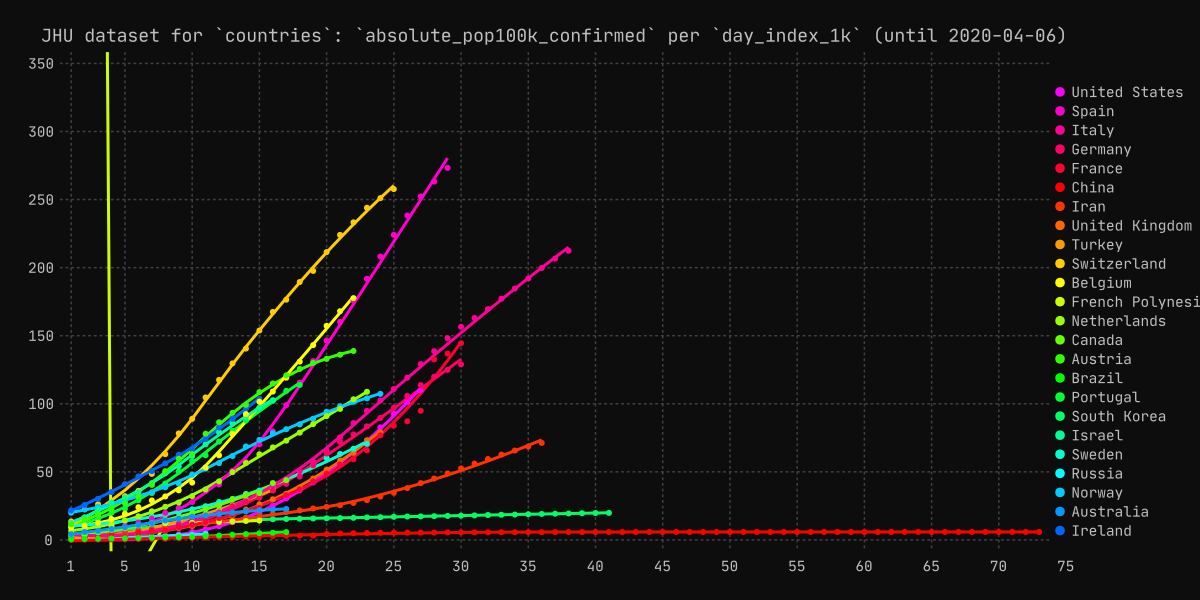 JHU dataset for `countries`: `absolute_pop100k_confirmed` per `day_index_1k` (until 2020-04-06)
350
300
250
200
150
100
50
0
1 5 10 15 20 25 30 35 40 45 50 55 60 65 70 75
United States
Spain
Italy
Germany
France
China
Iran
United Kingdom
Turkey
Switzerland
Belgium
French Polynesi
Netherlands
Canada
Austria
Brazil
Portugal
South Korea
Israel
Sweden
Russia
Norway
Australia
Ireland